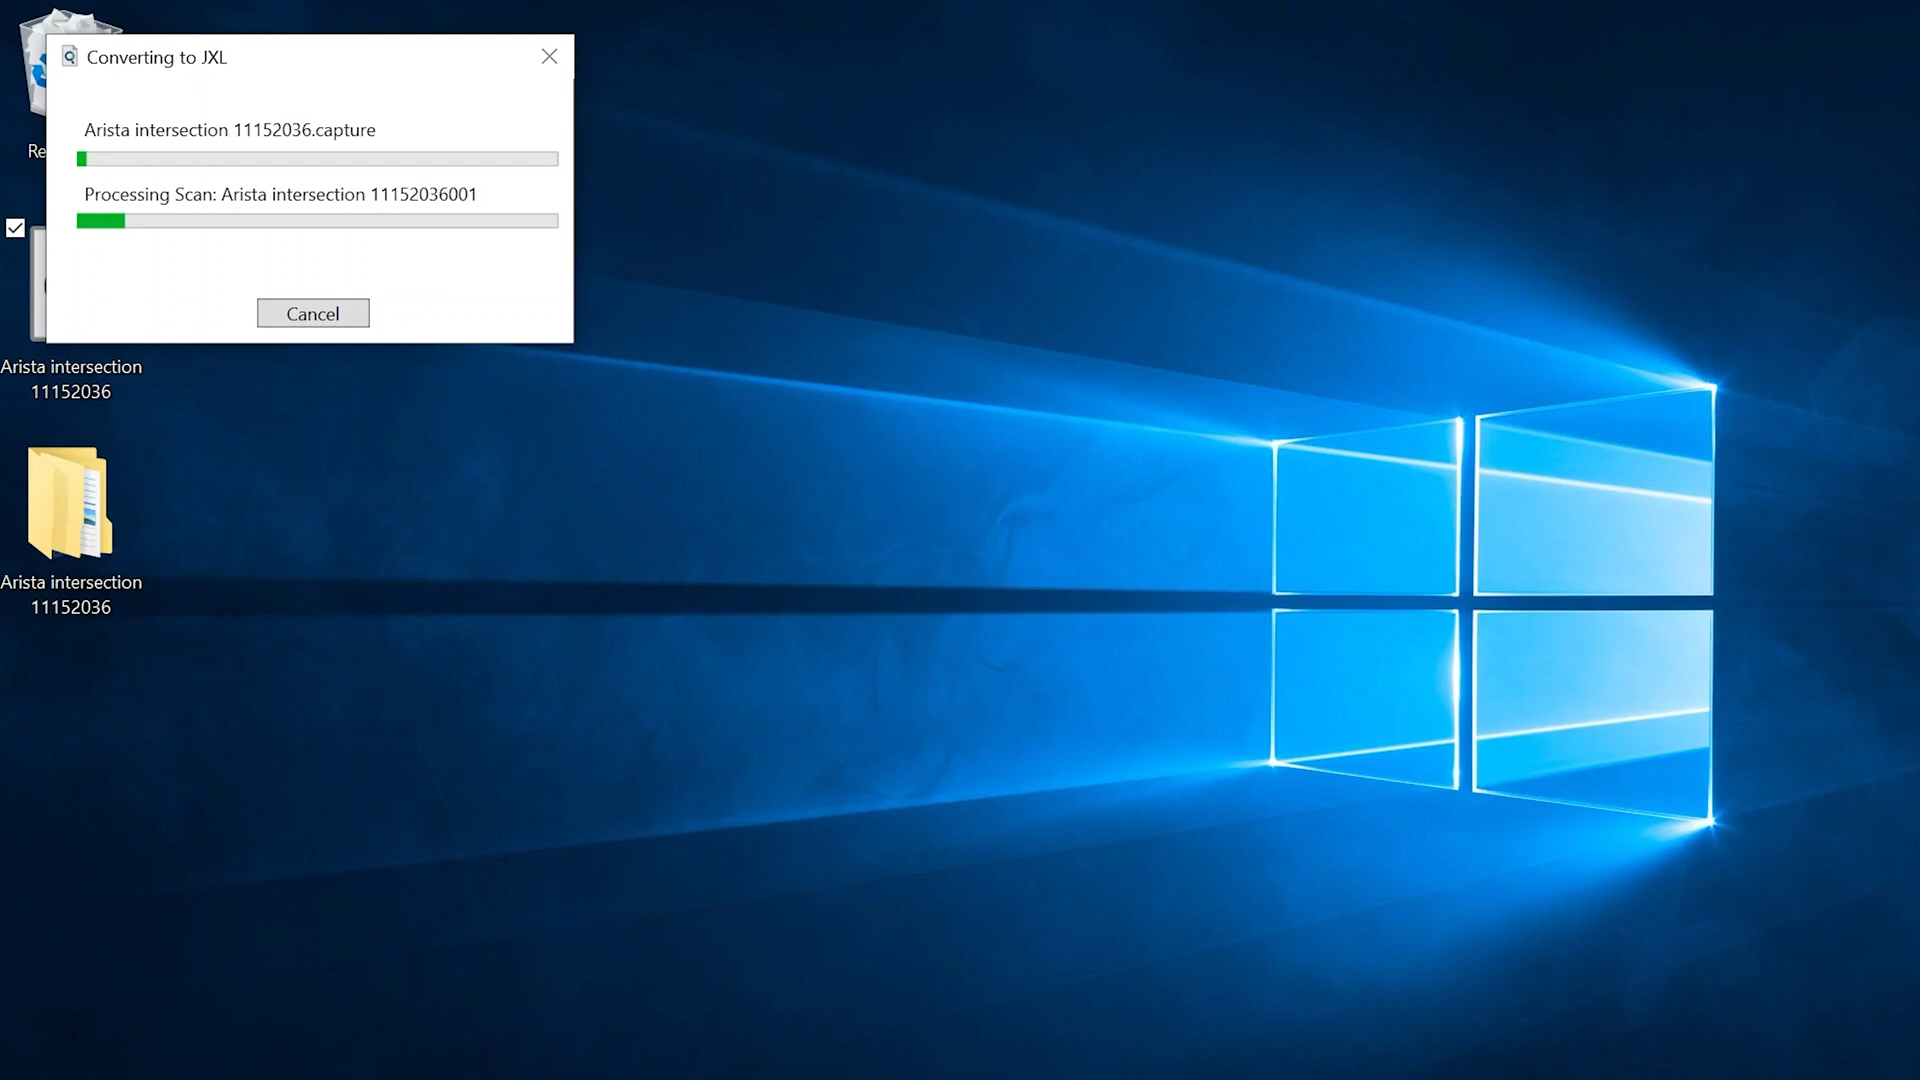 Converting to JXL
Arista intersection 11152036.capture
Processing Scan: Arista intersection 11152036001
Cancel
Re
Arista intersection
11152036
Arista intersection
11152036